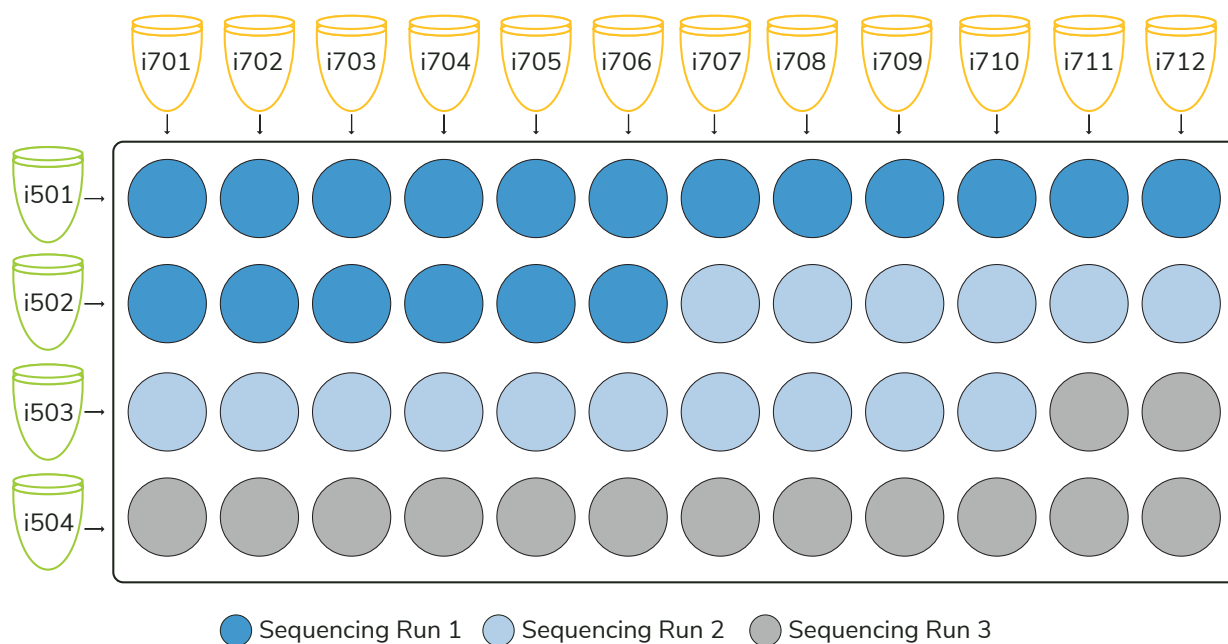 i701 i702 i703 i704 i705 i706 i707 i708 i709 i710 i711 i712
i501
i502
i503
i504
Sequencing Run 1 Sequencing Run 2 Sequencing Run 3